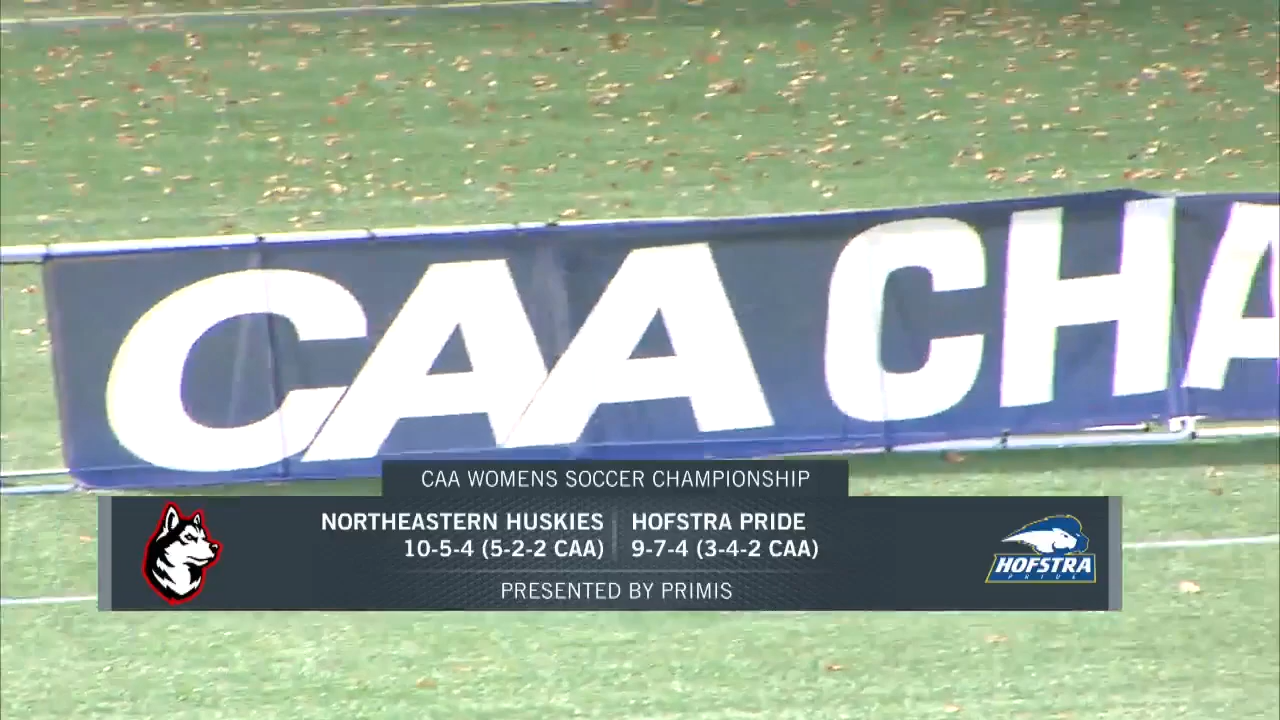 CAA CHA
CAA WOMENS SOCCER CHAMPIONSHIP
NORTHEASTERN HUSKIES
10-5-4 (5-2-2 CAA)
HOFSTRA PRIDE
9-7-4 (3-4-2 CAA)
HOFSTRA
PRIDE
PRESENTED BY PRIMIS